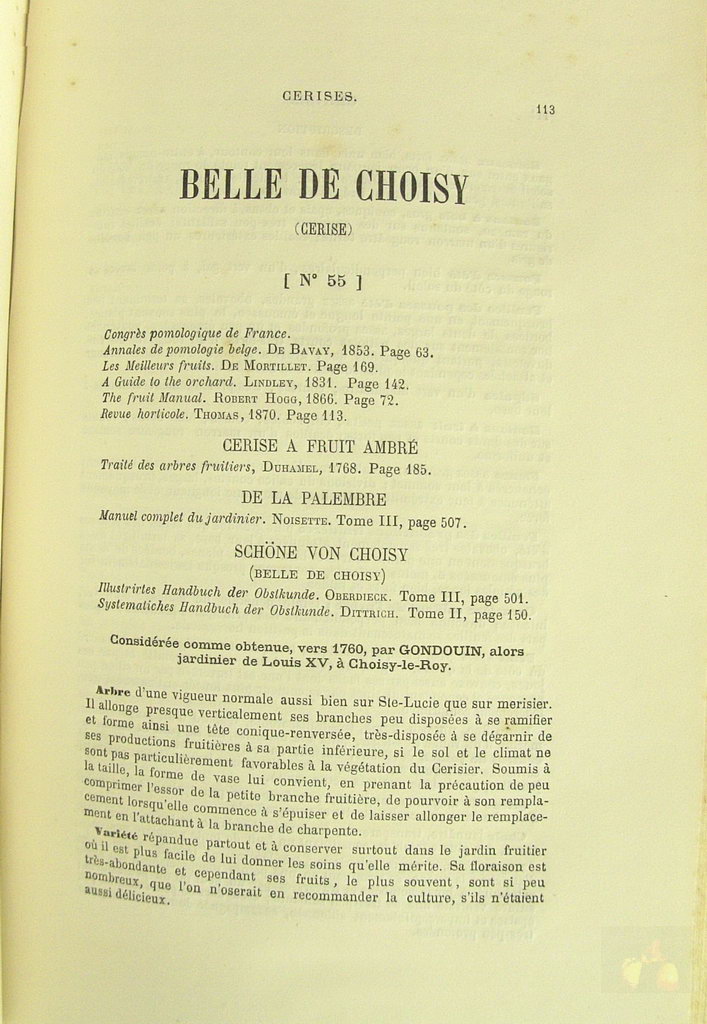 CERISES.
113
BELLE DE CHOISY
(CERISE)
[ N° 55 ]
Congrès pomologique de France.
Annales de pomologie belge. DE BAVAY, 1853. Page 63.
Les Meilleurs fruits. DE MORTILLET. Page 169.
A Guide to the orchard. LINDLEY, 1831. Page 142.
The fruit Manual. ROBERT HOGG, 1866. Page 72.
Revue horticole. THOMAS, 1870. Page 113.
CERISE A FRUIT AMBRÉ
Traité des arbres fruitiers, DUHAMEL, 1768. Page 185.
DE LA PALEMBRE
Manuel complet du jardinier. NOISETTE. Tome III, page 507.
SCHÖNE VON CHOISY
(BELLE DE CHOISY)
Illustrirtes Handbuch der Obstkunde. OBERDIECK. Tome III, page 501.
Systematiches Handbuch der Obstkunde. DITTRICH. Tome II, page 150.
Considérée comme obtenue, vers 1760, par GONDOUIN, alors
jardinier de Louis XV, à Choisy-le-Roy.
Arbre d'une vigueur normale aussi bien sur Ste-Lucie que sur merisier.
Il allonge presque verticalement ses branches peu disposées à se ramifier
et forme ainsi une tête conique-renversée, très-disposée à se dégarnir de
ses productions fruitières à sa partie inférieure, si le sol et le climat ne
sont pas particulièrement favorables à la végétation du Cerisier. Soumis à
la taille, la forme de vase lui convient, en prenant la précaution de peu
comprimer l'essor de la petite branche fruitière, de pourvoir à son rempla-
cement lorsqu'elle commence à s'épuiser et de laisser allonger le remplace-
ment en l'attachant à la branche de charpente.
Variété répandue partout et à conserver surtout dans le jardin fruitier
où il est plus facile de lui donner les soins qu'elle mérite. Sa floraison est
très-abondante et cependant ses fruits, le plus souvent, sont si peu
nombreux, que l'on n'oserait en recommander la culture, s'ils n'étaient
aussi délicieux.